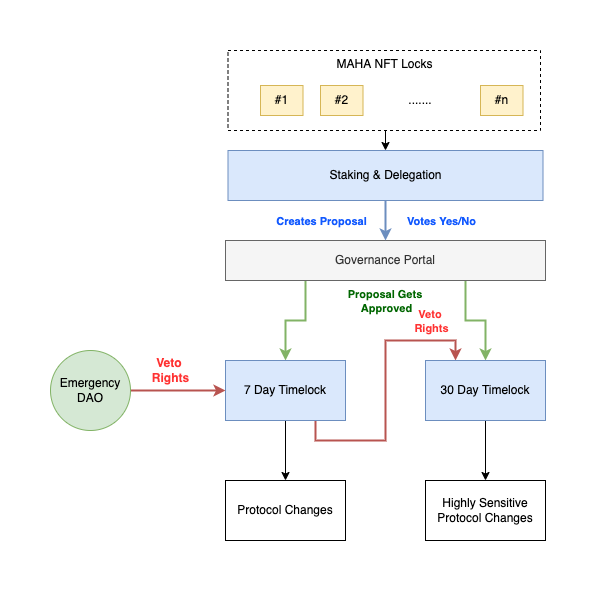 MAHA NFT Locks
#1
#2
.......
#n
Staking & Delegation
Creates Proposal
Votes Yes/No
Governance Portal
Proposal Gets
Approved
Veto
Rights
Veto
Rights
Emergency
DAO
7 Day Timelock
30 Day Timelock
Protocol Changes
Highly Sensitive
Protocol Changes